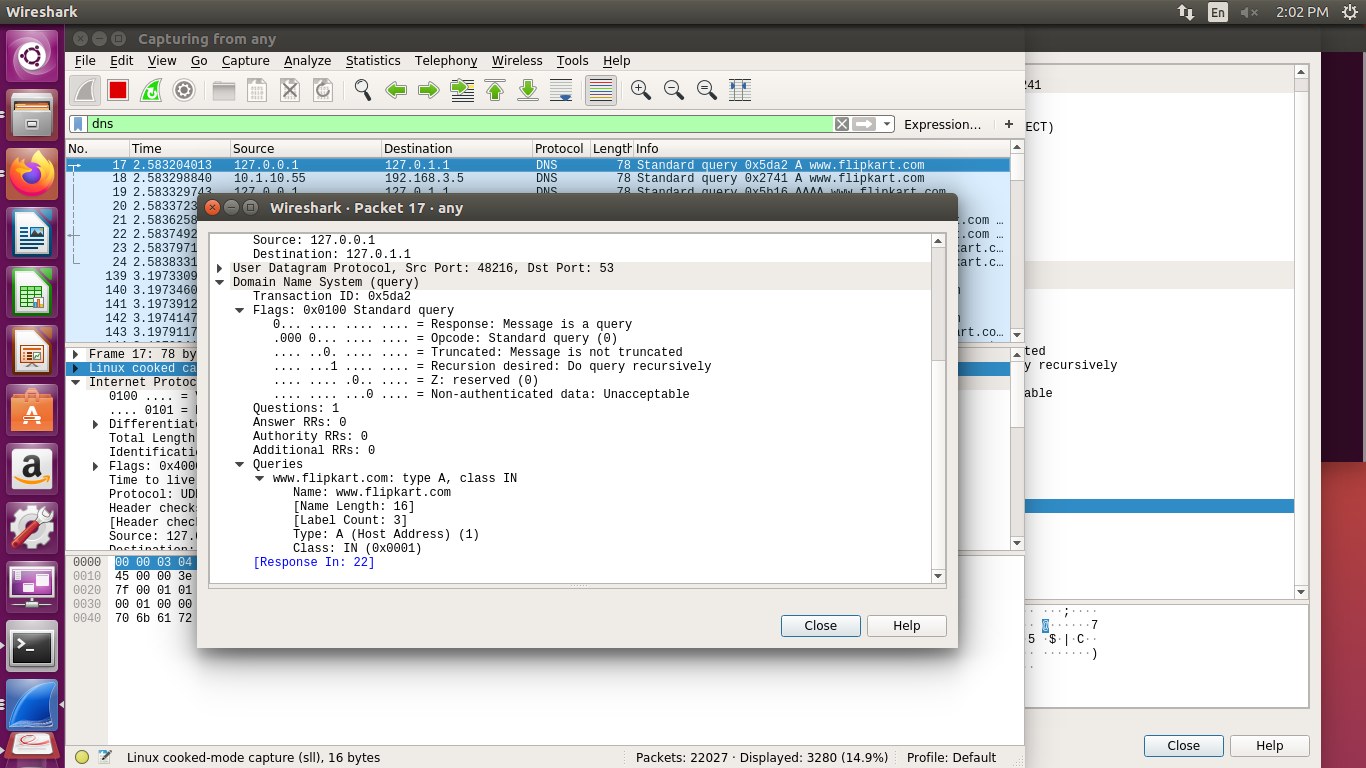 Wireshark
En
2:02 PM
Capturing from any
File Edit View Go Capture Analyze Statistics Telephony Wireless Tools Help
dns
Expression... +
No. Time Source Destination Protocol Length Info
17 2.583204013 127.0.0.1 127.0.1.1 DNS 78 Standard query 0x5da2 A www.flipkart.com
18 2.583298840 10.1.10.55 192.168.3.5 DNS 78 Standard query 0x2741 A www.flipkart.com
19 2.583329743 127.0.0.1 127.0.1.1 DNS 78 Standard query 0x5b16 AAAA www.flipkart.com
20 2.5833723
21 2.5836258
22 2.5837492
23 2.5837971
24 2.5838331
139 3.1973309
140 3.1973460
141 3.1973912
142 3.1974147
143 3.1979117
Frame 17: 78 by
Linux cooked ca
Internet Protoc
0100 .... = 
.... 0101 = 
Differentiate
Total Length
Identificati
Flags: 0x400
Time to live
Protocol: UD
Header check
[Header chec
Source: 127.
Destination:
0000 00 00 03 04
0010 45 00 00 3e
0020 7f 00 01 01
0030 00 01 00 00
0040 70 6b 61 72
Wireshark · Packet 17 · any
Source: 127.0.0.1
Destination: 127.0.1.1
User Datagram Protocol, Src Port: 48216, Dst Port: 53
Domain Name System (query)
Transaction ID: 0x5da2
Flags: 0x0100 Standard query
0... .... .... .... = Response: Message is a query
.000 0... .... .... = Opcode: Standard query (0)
.... ..0. .... .... = Truncated: Message is not truncated
.... ...1 .... .... = Recursion desired: Do query recursively
.... .... .0.. .... = Z: reserved (0)
.... .... ...0 .... = Non-authenticated data: Unacceptable
Questions: 1
Answer RRs: 0
Authority RRs: 0
Additional RRs: 0
Queries
www.flipkart.com: type A, class IN
Name: www.flipkart.com
[Name Length: 16]
[Label Count: 3]
Type: A (Host Address) (1)
Class: IN (0x0001)
[Response In: 22]
Close Help
Linux cooked-mode capture (sll), 16 bytes
Packets: 22027 · Displayed: 3280 (14.9%)
Profile: Default
241
ECT)
ted
y recursively
able
Close Help